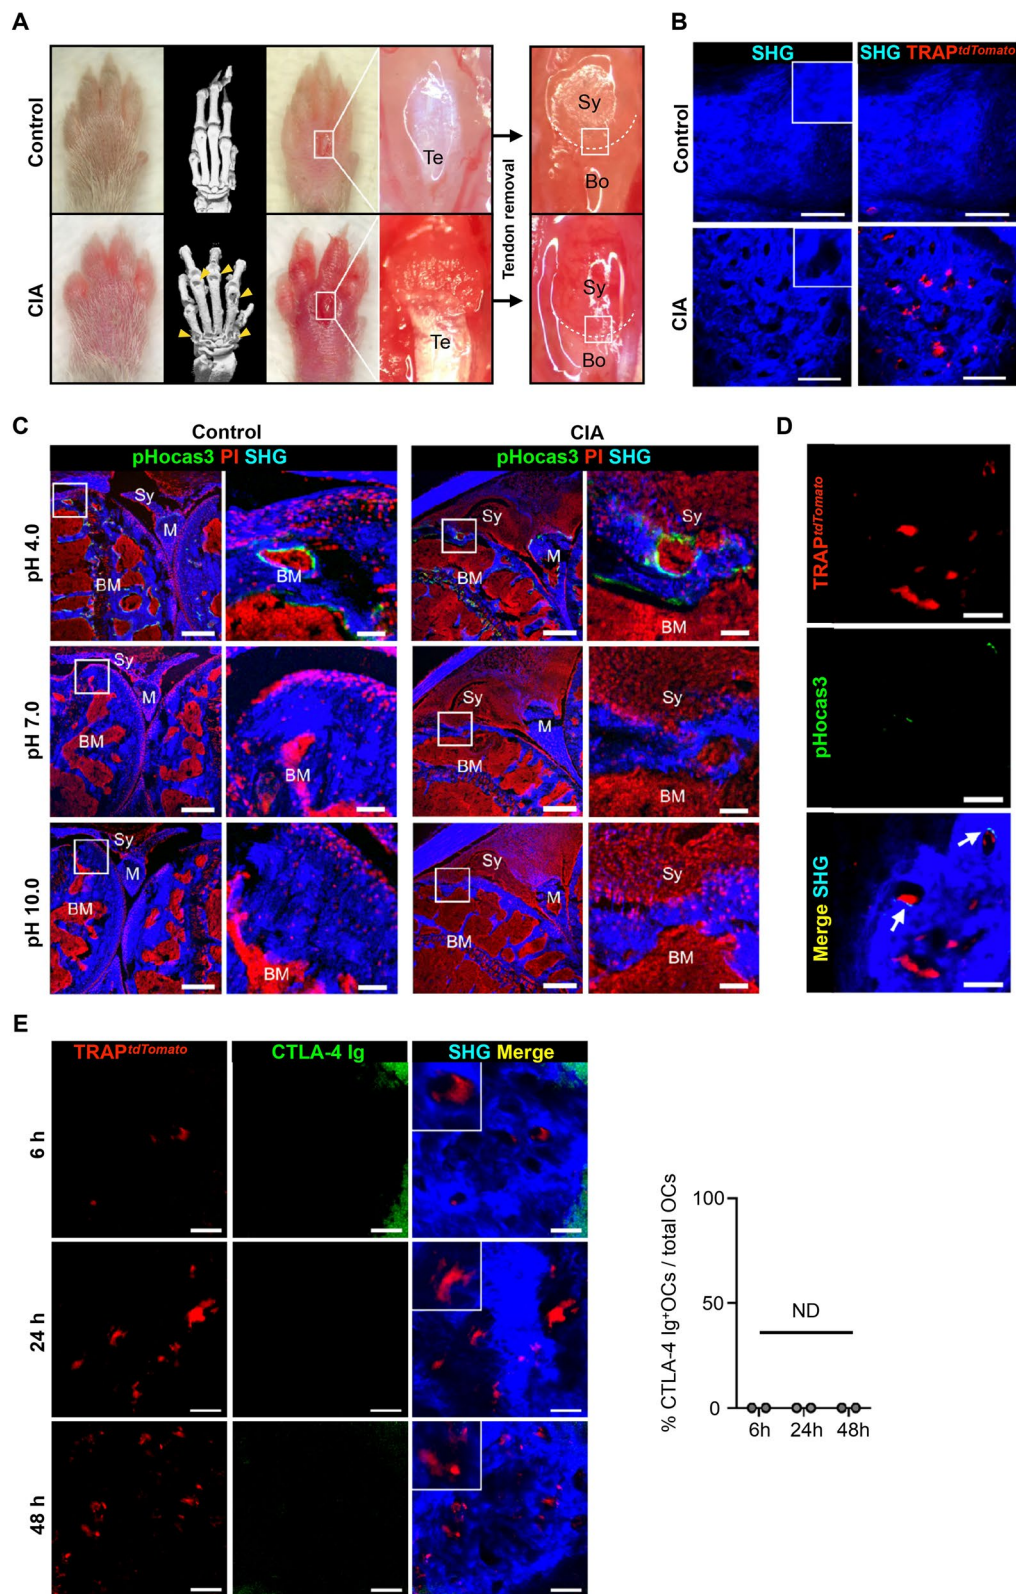 A
Control
CIA
Te
Te
Tendon removal
Sy
Bo
Sy
Bo
B
SHG
SHG TRAPtdTomato
Control
CIA
C
Control
CIA
pHocas3 PI SHG
pHocas3 PI SHG
pH 4.0
Sy
M
BM
BM
Sy
M
BM
Sy
BM
pH 7.0
Sy
M
BM
BM
Sy
M
BM
Sy
BM
pH 10.0
Sy
M
BM
BM
Sy
M
BM
Sy
BM
D
TRAPtdTomato
pHocas3
Merge SHG
E
TRAPtdTomato
CTLA-4 Ig
SHG Merge
6 h
24 h
48 h
% CTLA-4 Ig⁺OCs / total OCs
100
50
0
ND
6h
24h
48h